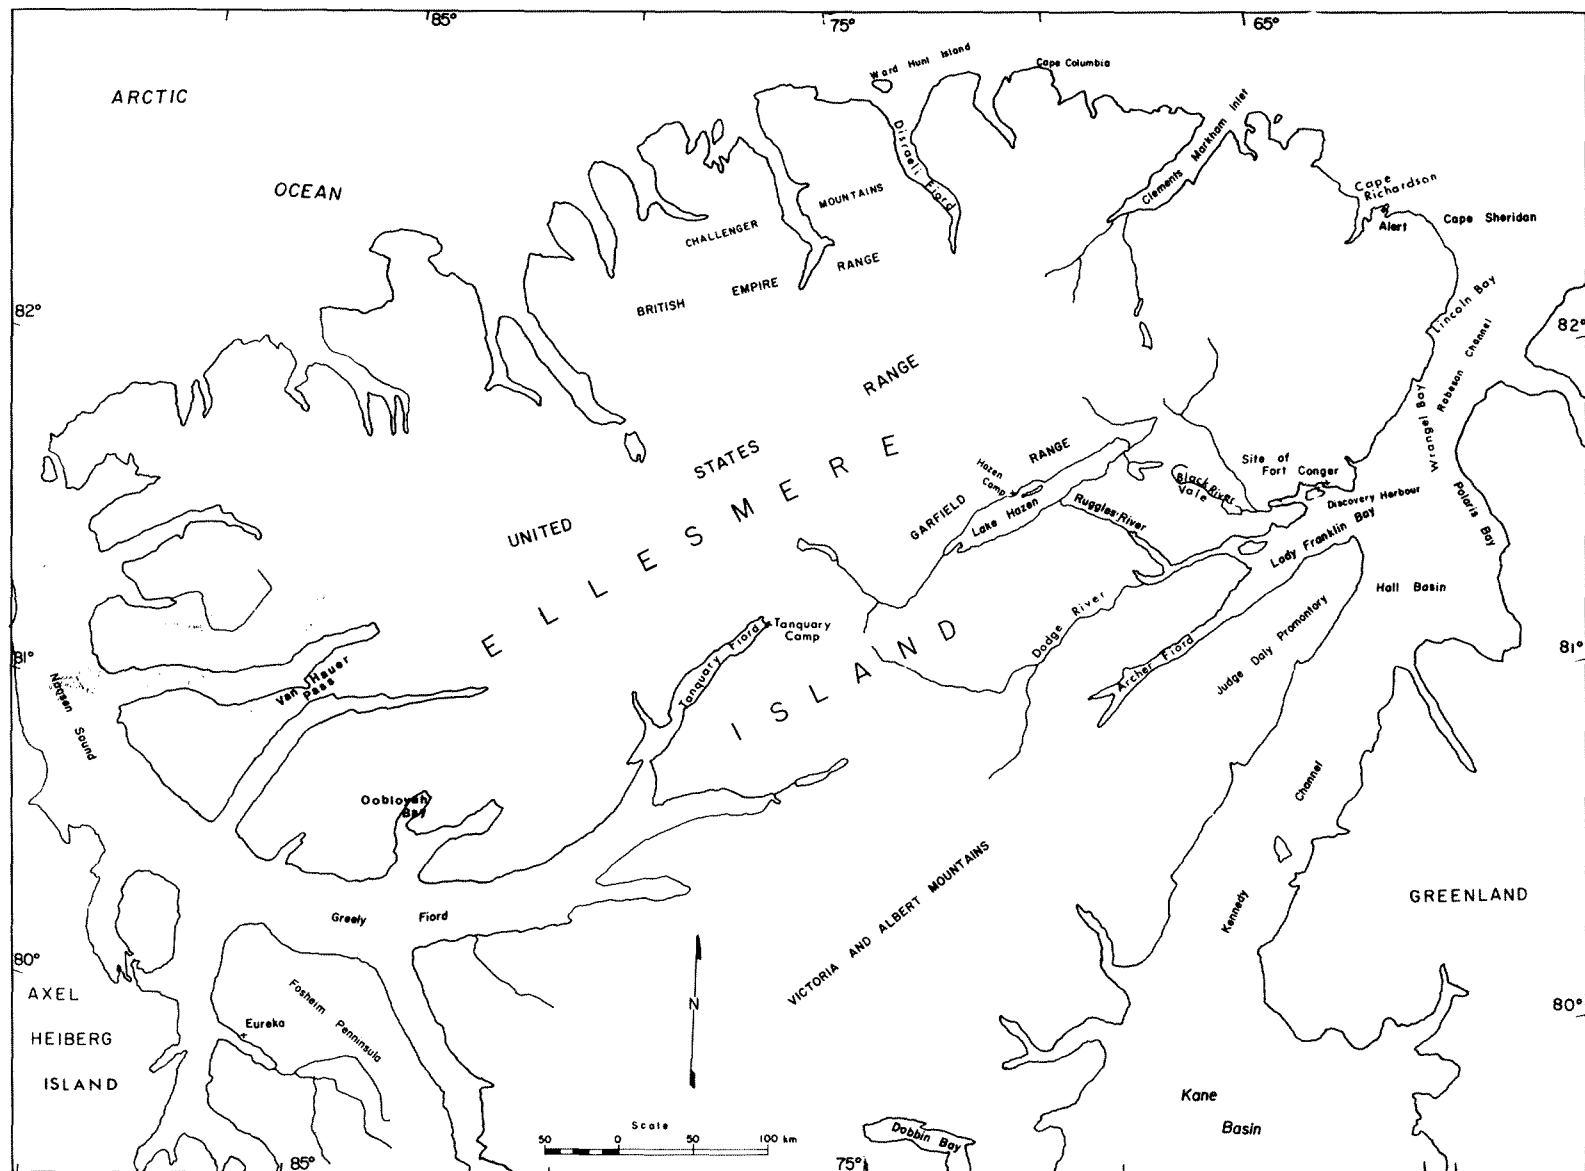 85°
75°
65°
ARCTIC
OCEAN
Ward Hunt Island
Cape Columbia
Disraeli Fiord
Clements Markham Inlet
Cape
Richardson
Alert
Cape Sheridan
CHALLENGER MOUNTAINS
BRITISH EMPIRE RANGE
82°
82°
Lincoln Bay
Robeson Channel
Wrangel Bay
Polaris Bay
UNITED STATES RANGE
ELLESMERE
ISLAND
GARFIELD RANGE
Hazen
Camp
Lake Hazen
Ruggles River
Black River
Vale
Site of
Fort Conger
Discovery Harbour
Lady Franklin Bay
Hall Basin
Judge Daly Promontory
Archer Fiord
Dodge River
Tanquary Fiord
Tanquary
Camp
81°
81°
Nansen Sound
Van Hauer
Pass
Oobloyah
Bay
Greely Fiord
VICTORIA AND ALBERT MOUNTAINS
Kennedy Channel
GREENLAND
80°
80°
AXEL
HEIBERG
ISLAND
Fosheim Penninsula
Eureka
N
Kane
Basin
Dobbin Bay
Scale
50 0 50 100 km
85°
75°